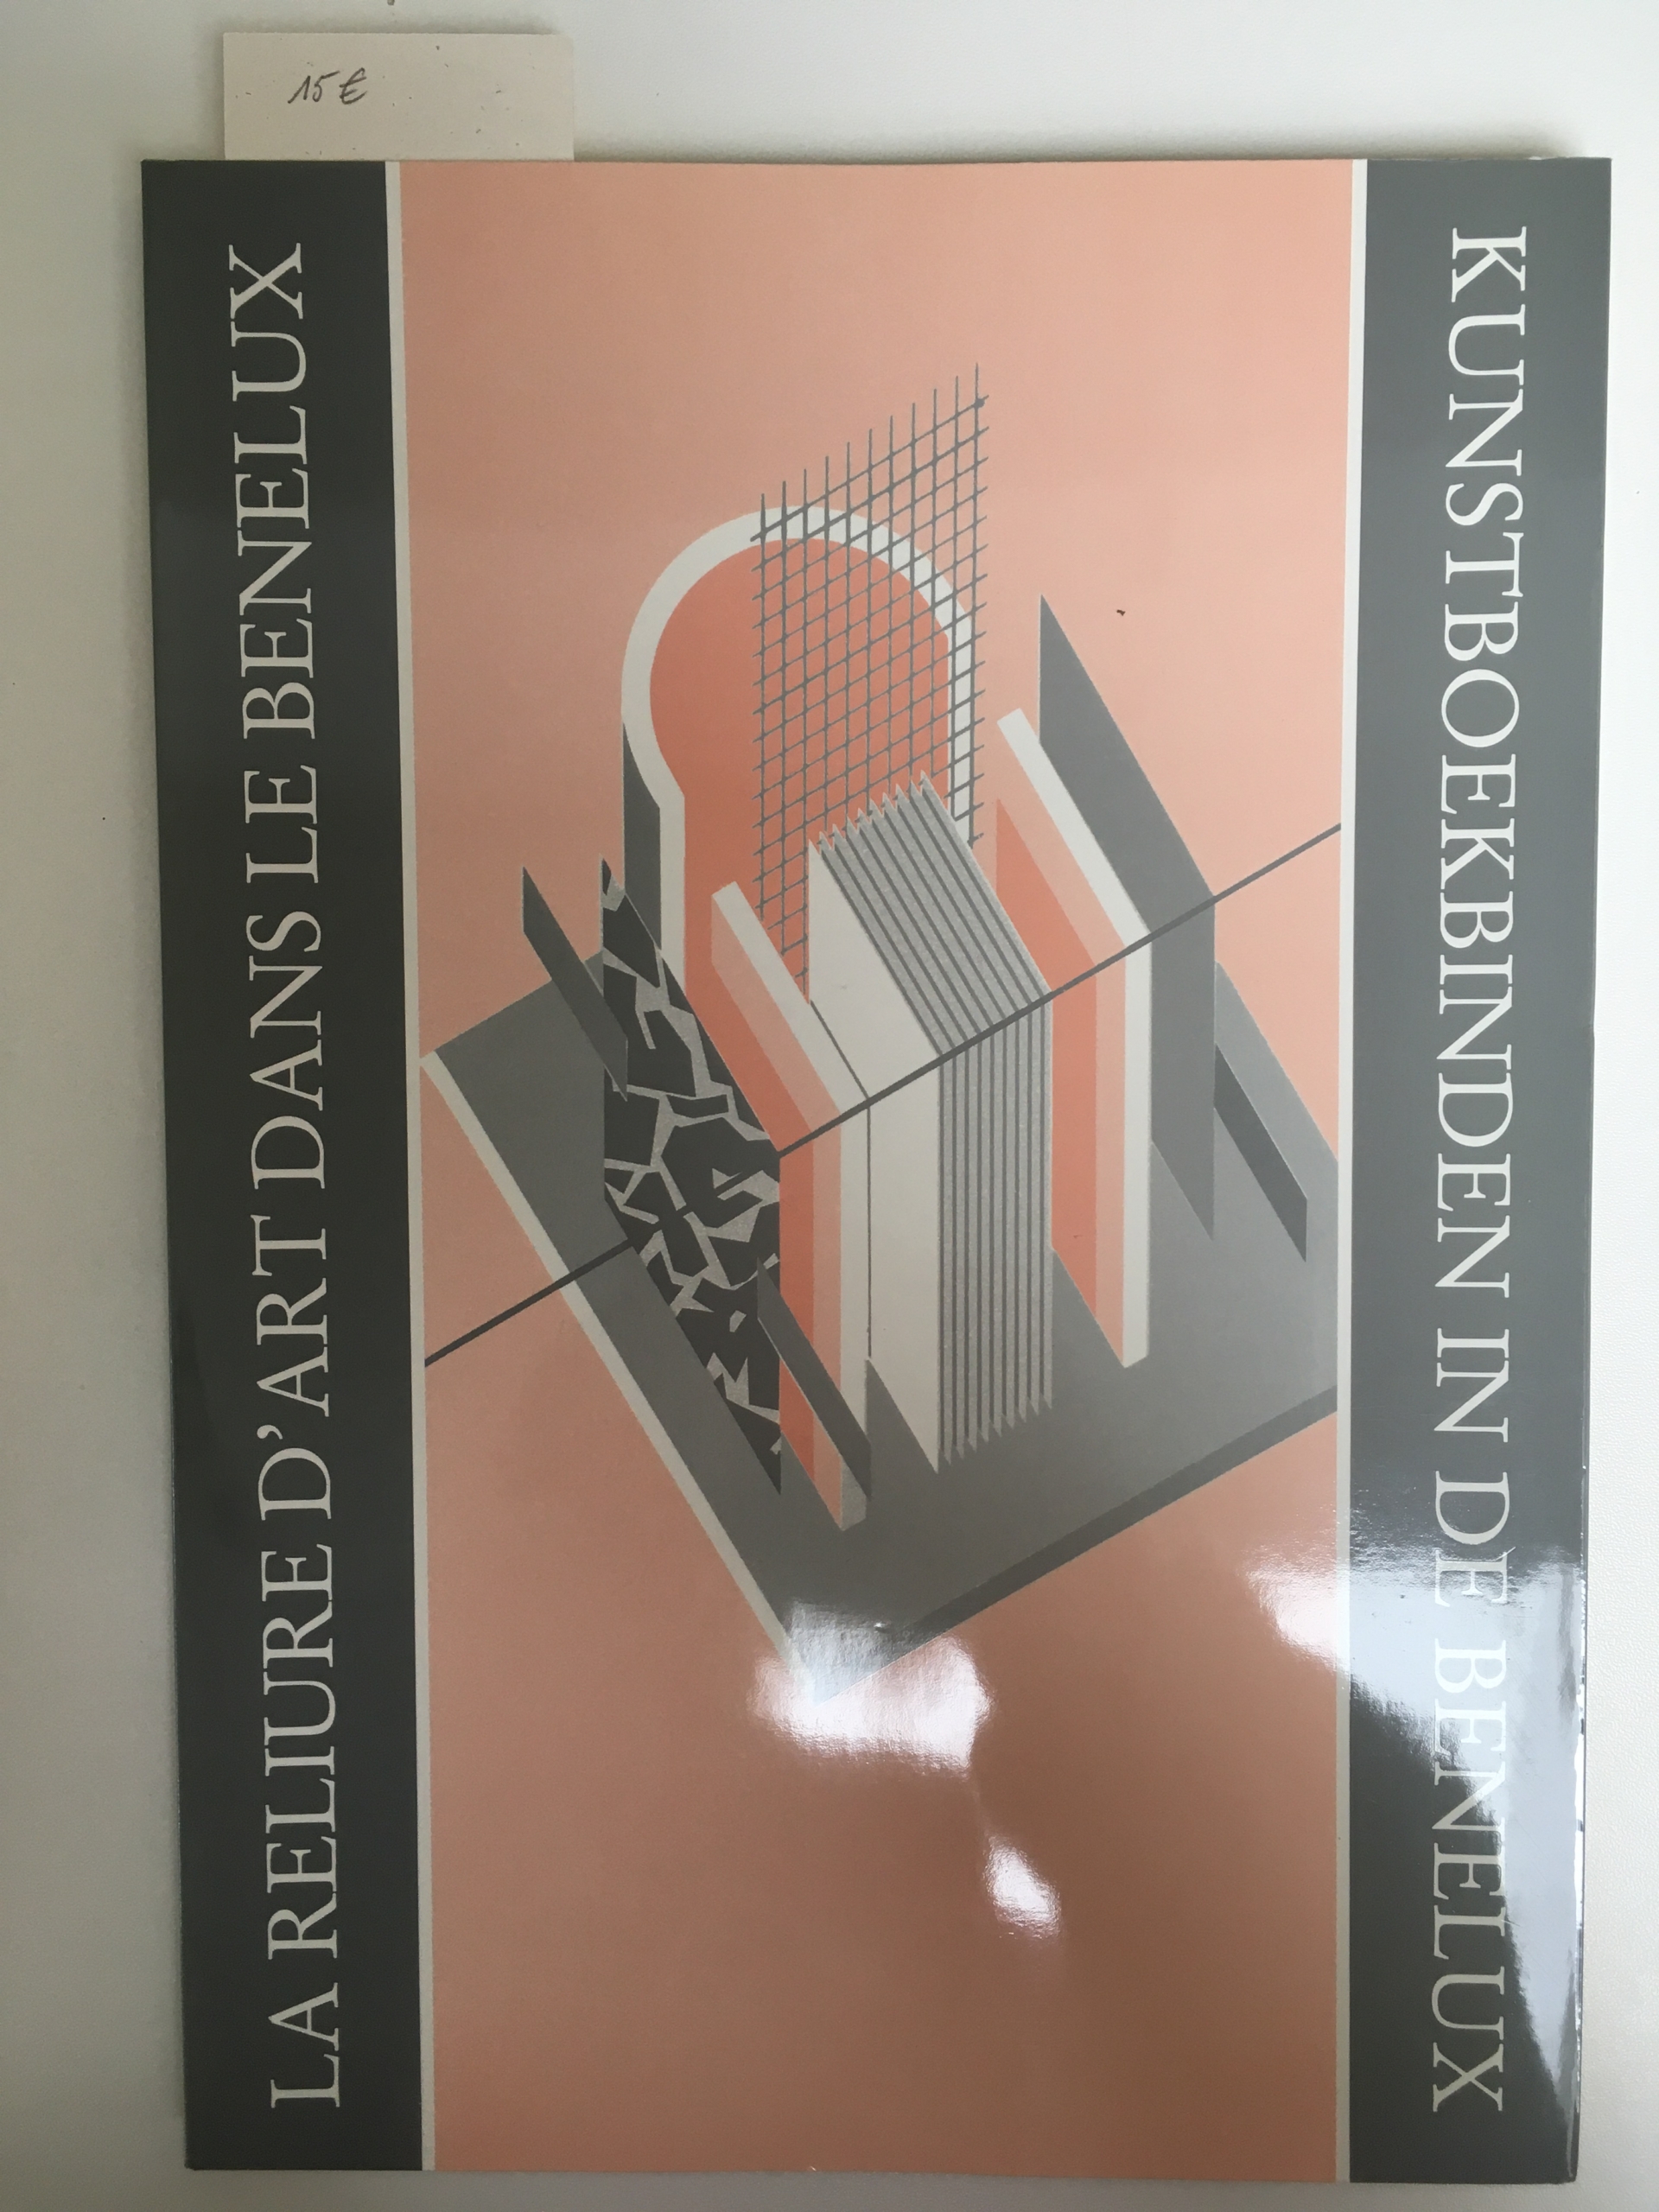 15 €
LA RELIURE D'ART DANS LE BENELUX
KUNSTBOEKBINDEN IN DE BENELUX